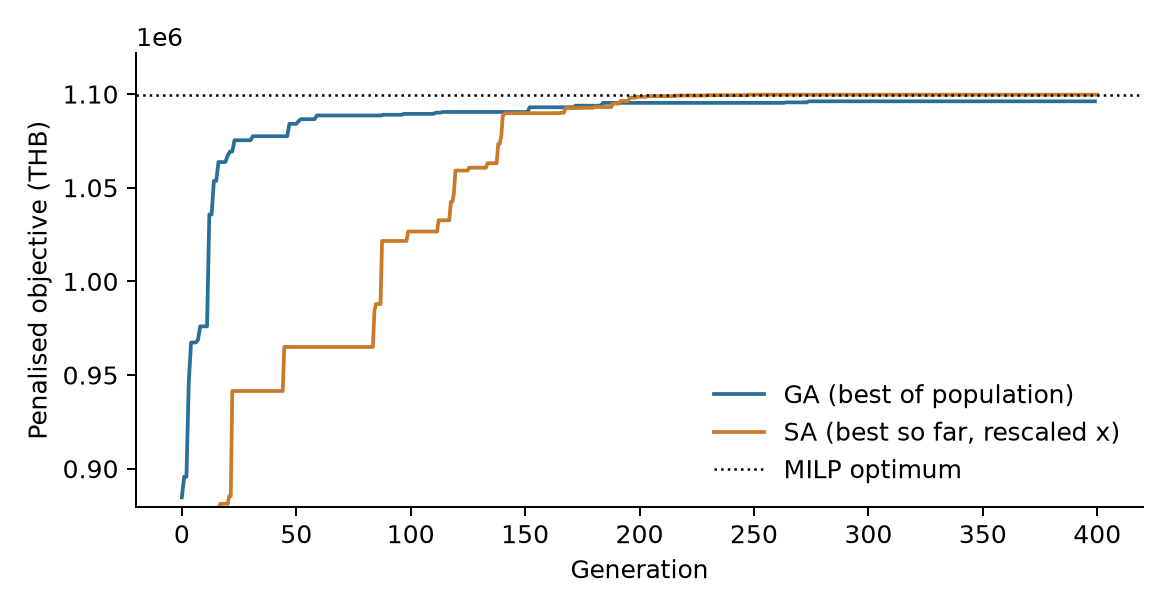 1e6
Penalised objective (THB)
1.10
1.05
1.00
0.95
0.90
GA (best of population)
SA (best so far, rescaled x)
MILP optimum
0 50 100 150 200 250 300 350 400
Generation